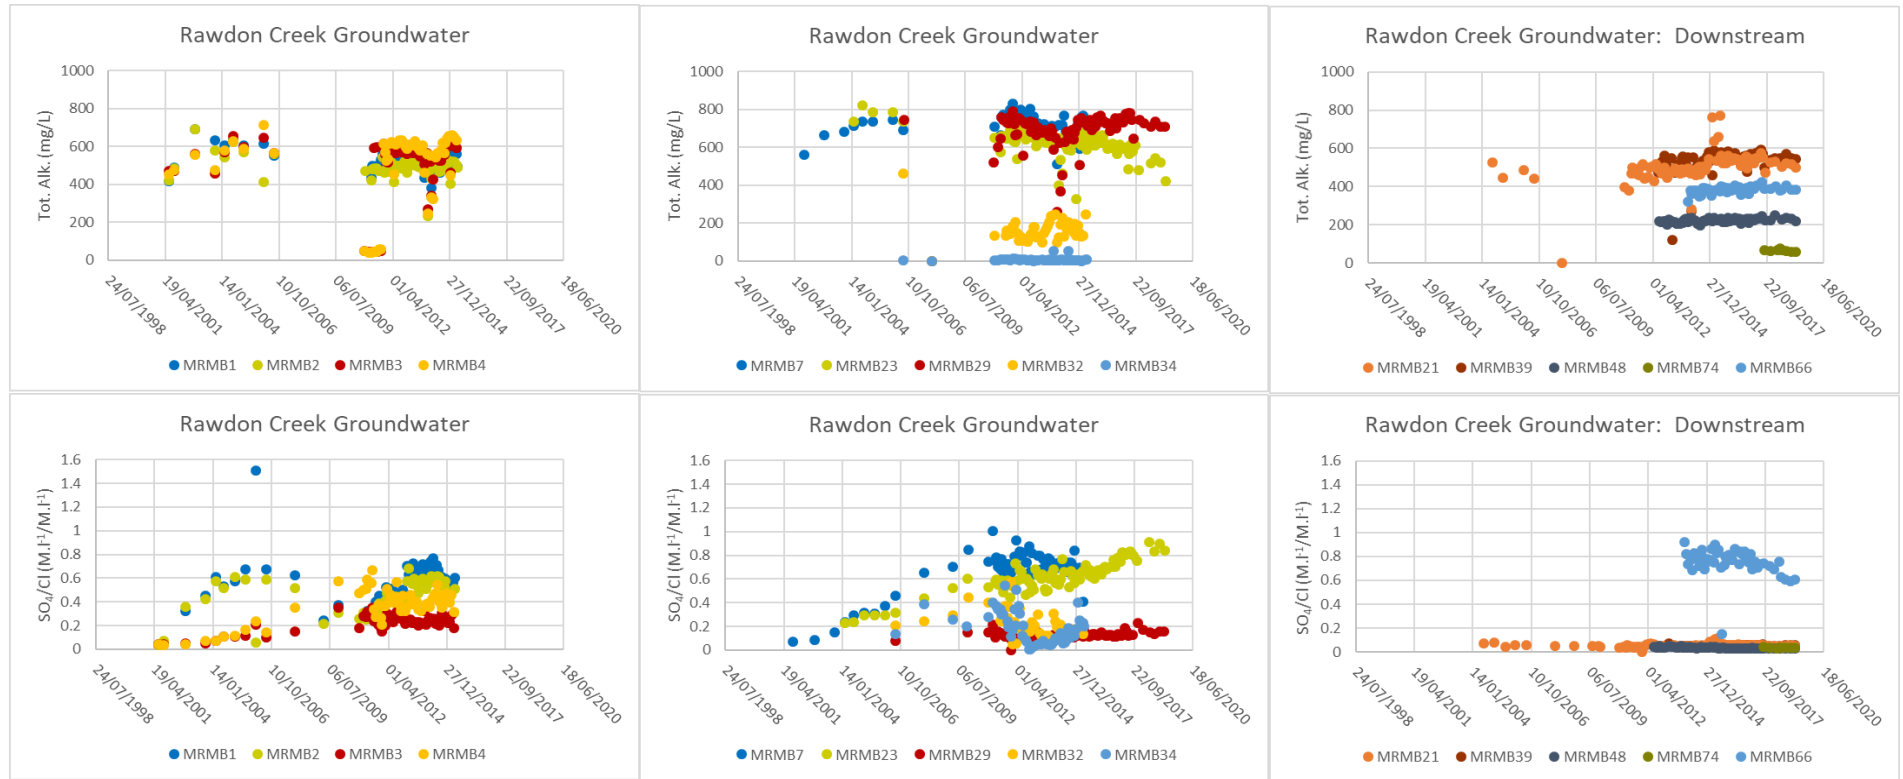 Rawdon Creek Groundwater
Tot. Alk. (mg/L)
1000
800
600
400
200
0
24/07/1998 19/04/2001 14/01/2004 10/10/2006 06/07/2009 01/04/2012 27/12/2014 22/09/2017 18/06/2020
MRMB1 MRMB2 MRMB3 MRMB4
Rawdon Creek Groundwater
Tot. Alk. (mg/L)
1000
800
600
400
200
0
24/07/1998 19/04/2001 14/01/2004 10/10/2006 06/07/2009 01/04/2012 27/12/2014 22/09/2017 18/06/2020
MRMB7 MRMB23 MRMB29 MRMB32 MRMB34
Rawdon Creek Groundwater: Downstream
Tot. Alk. (mg/L)
1000
800
600
400
200
0
24/07/1998 19/04/2001 14/01/2004 10/10/2006 06/07/2009 01/04/2012 27/12/2014 22/09/2017 18/06/2020
MRMB21 MRMB39 MRMB48 MRMB74 MRMB66
Rawdon Creek Groundwater
SO₄/Cl (M.l⁻¹/M.l⁻¹)
1.6
1.4
1.2
1
0.8
0.6
0.4
0.2
0
24/07/1998 19/04/2001 14/01/2004 10/10/2006 06/07/2009 01/04/2012 27/12/2014 22/09/2017 18/06/2020
MRMB1 MRMB2 MRMB3 MRMB4
Rawdon Creek Groundwater
SO₄/Cl (M.l⁻¹/M.l⁻¹)
1.6
1.4
1.2
1
0.8
0.6
0.4
0.2
0
24/07/1998 19/04/2001 14/01/2004 10/10/2006 06/07/2009 01/04/2012 27/12/2014 22/09/2017 18/06/2020
MRMB7 MRMB23 MRMB29 MRMB32 MRMB34
Rawdon Creek Groundwater: Downstream
SO₄/Cl (M.l⁻¹/M.l⁻¹)
1.6
1.4
1.2
1
0.8
0.6
0.4
0.2
0
24/07/1998 19/04/2001 14/01/2004 10/10/2006 06/07/2009 01/04/2012 27/12/2014 22/09/2017 18/06/2020
MRMB21 MRMB39 MRMB48 MRMB74 MRMB66